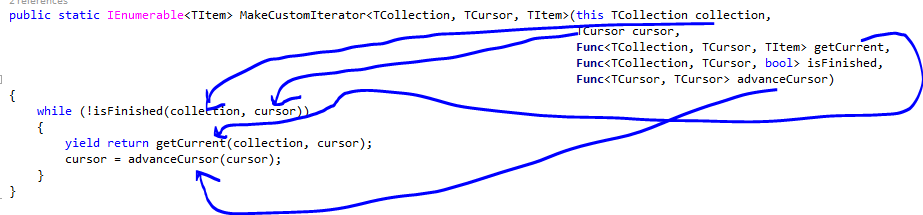 2 references
public static IEnumerable<TItem> MakeCustomIterator<TCollection, TCursor, TItem>(this TCollection collection,
TCursor cursor,
Func<TCollection, TCursor, TItem> getCurrent,
Func<TCollection, TCursor, bool> isFinished,
Func<TCursor, TCursor> advanceCursor)
{
while (!isFinished(collection, cursor))
{
yield return getCurrent(collection, cursor);
cursor = advanceCursor(cursor);
}
}